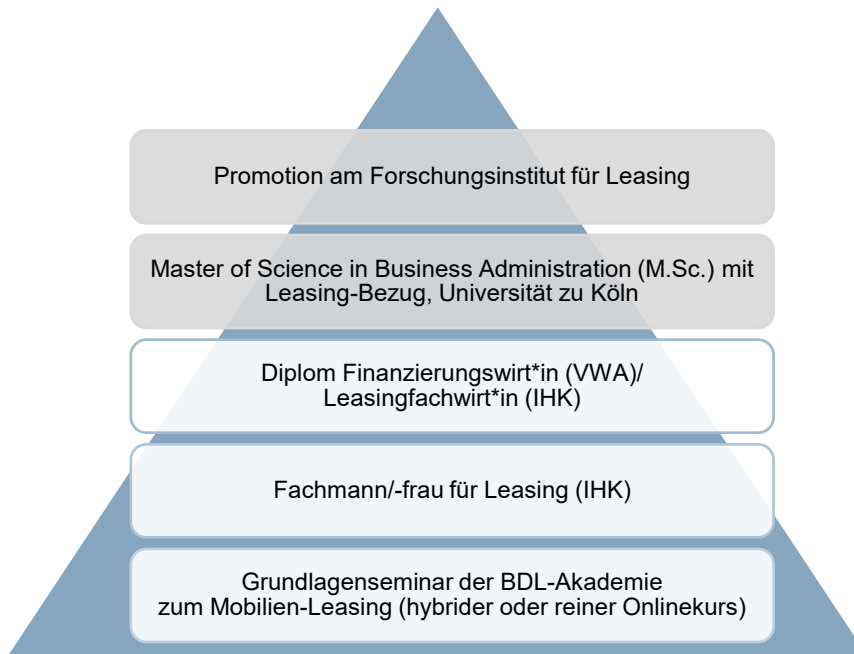 Promotion am Forschungsinstitut für Leasing
Master of Science in Business Administration (M.Sc.) mit
Leasing-Bezug, Universität zu Köln
Diplom Finanzierungswirt*in (VWA)/
Leasingfachwirt*in (IHK)
Fachmann/-frau für Leasing (IHK)
Grundlagenseminar der BDL-Akademie
zum Mobilien-Leasing (hybrider oder reiner Onlinekurs)